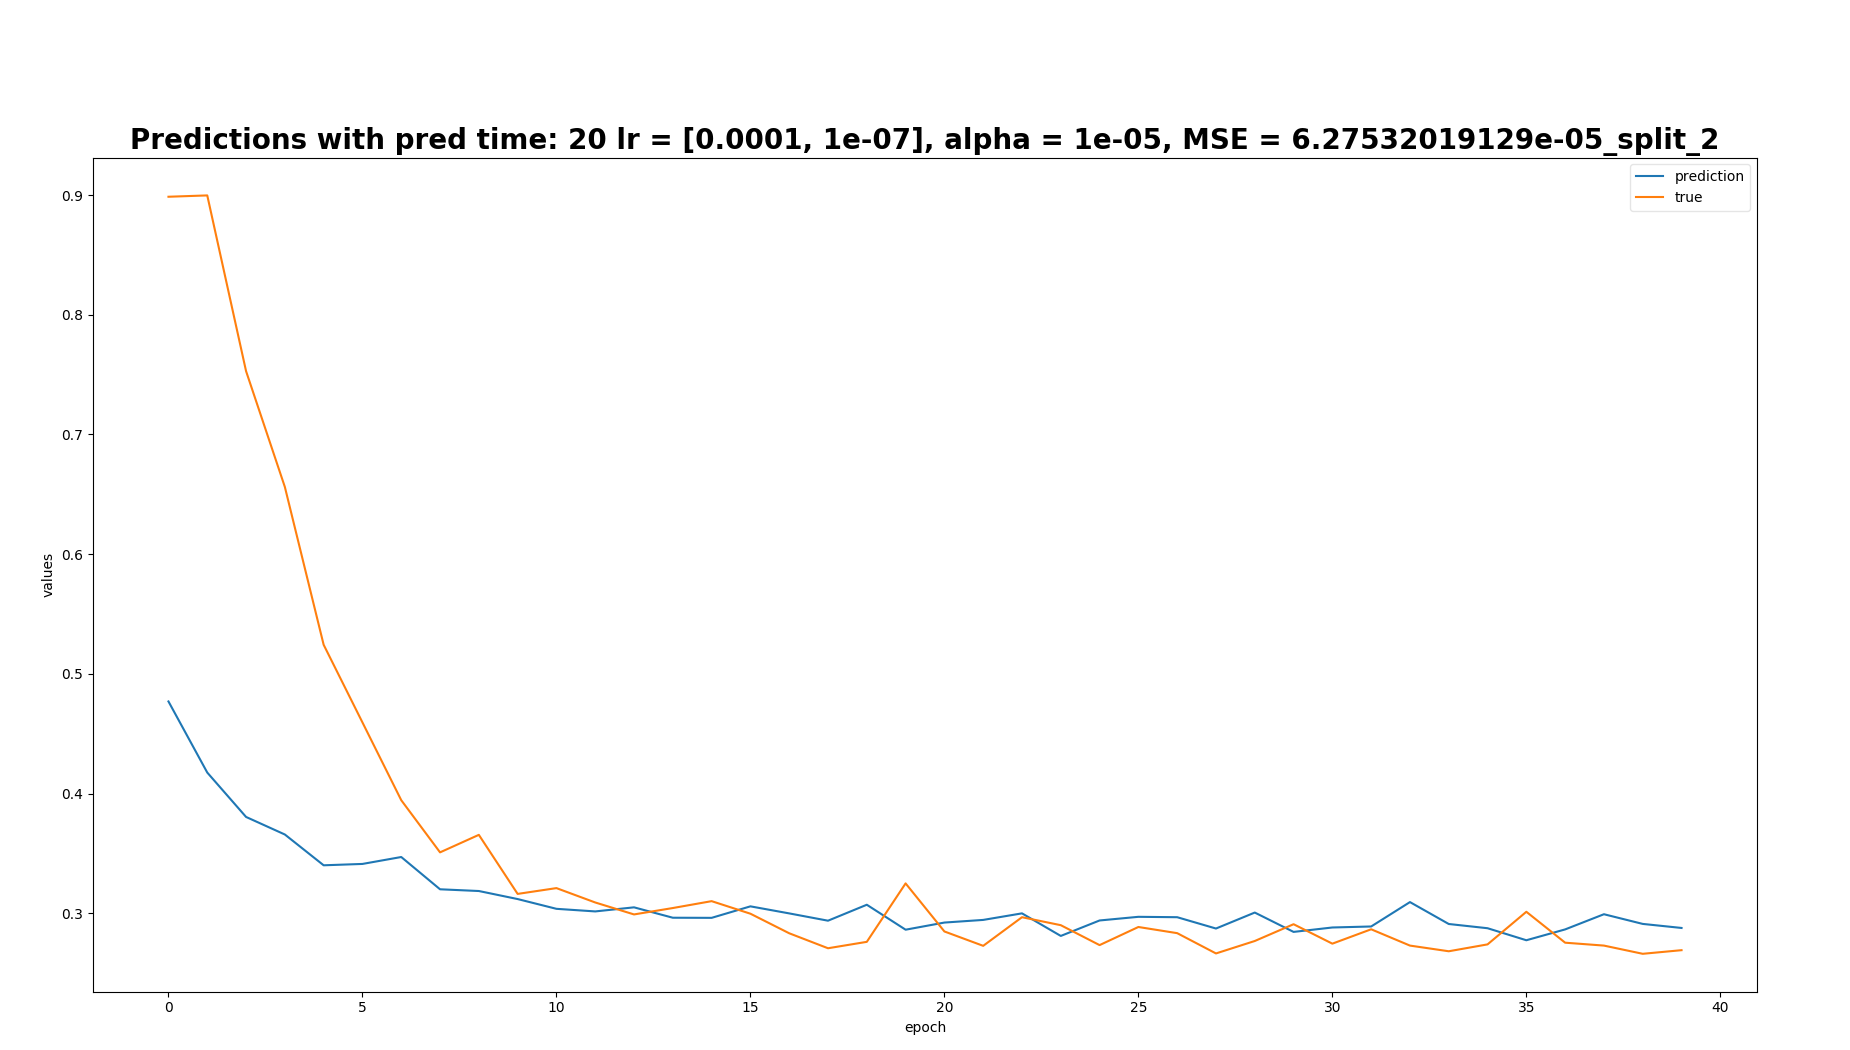 Predictions with pred time: 20 lr = [0.0001, 1e-07], alpha = 1e-05, MSE = 6.27532019129e-05_split_2
prediction
true
0.9
0.8
0.7
0.6
0.5
0.4
0.3
values
0 5 10 15 20 25 30 35 40
epoch